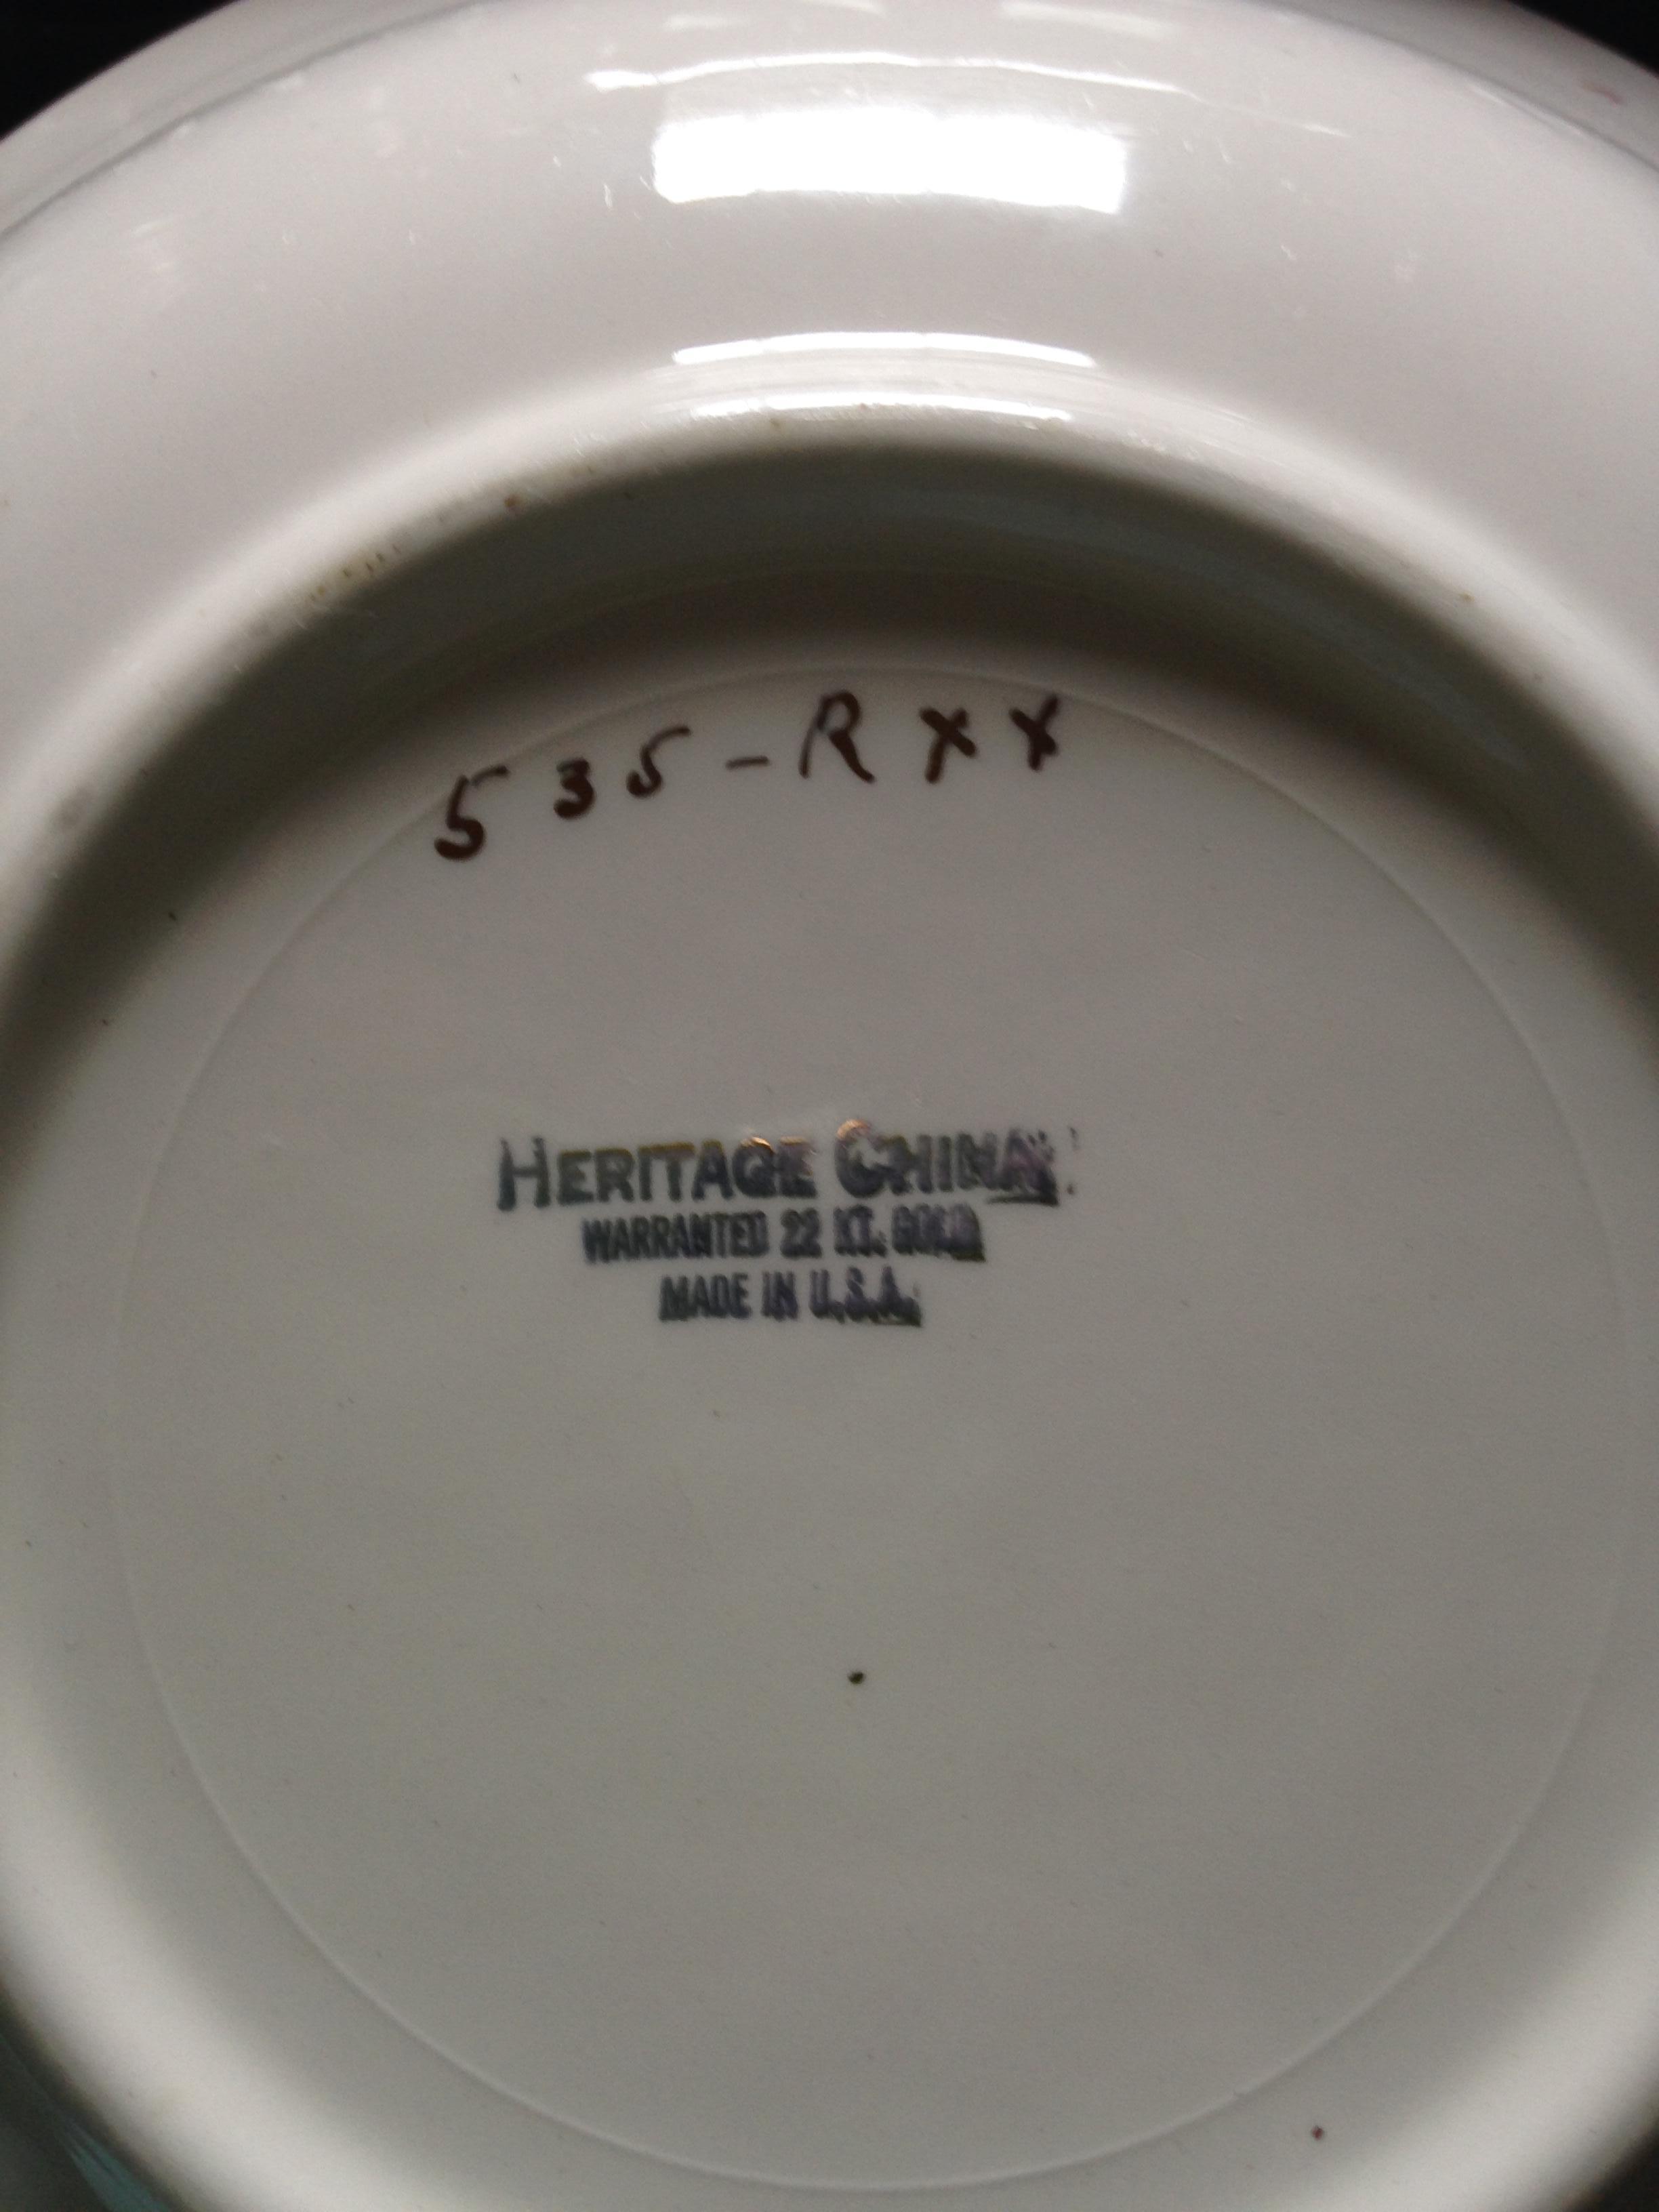 535-RXX
HERITAGE CHINA
WARRANTED 22 KT. GOLD
MADE IN U.S.A.